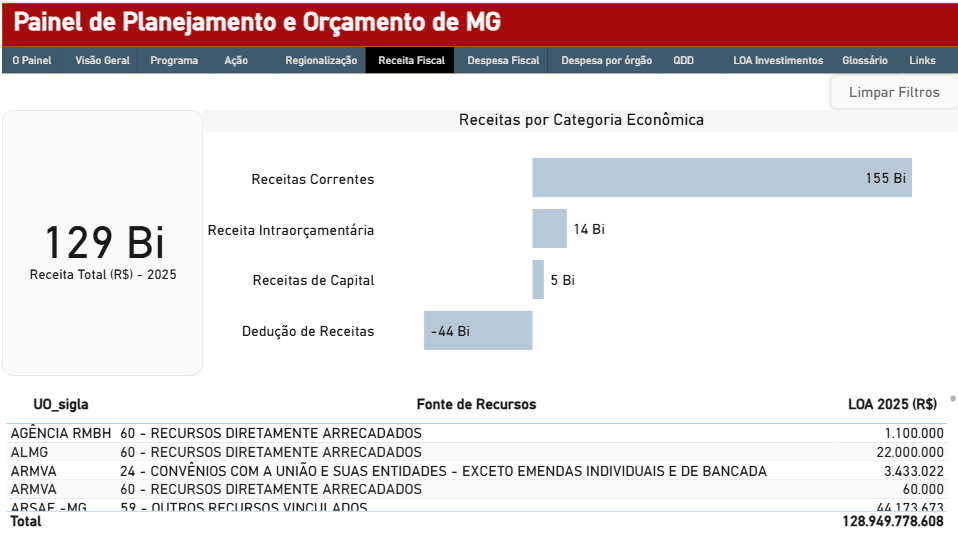 Painel de Planejamento e Orçamento de MG
O Painel Visão Geral Programa Ação Regionalização Receita Fiscal Despesa Fiscal Despesa por órgão QDD LOA Investimentos Glossário Links
Limpar Filtros
Receitas por Categoria Econômica
129 Bi
Receita Total (R$) - 2025
Receitas Correntes 155 Bi
Receita Intraorçamentária 14 Bi
Receitas de Capital 5 Bi
Dedução de Receitas -44 Bi
UO_sigla Fonte de Recursos LOA 2025 (R$)
AGÊNCIA RMBH 60 - RECURSOS DIRETAMENTE ARRECADADOS 1.100.000
ALMG 60 - RECURSOS DIRETAMENTE ARRECADADOS 22.000.000
ARMVA 24 - CONVÊNIOS COM A UNIÃO E SUAS ENTIDADES - EXCETO EMENDAS INDIVIDUAIS E DE BANCADA 3.433.022
ARMVA 60 - RECURSOS DIRETAMENTE ARRECADADOS 60.000
ARSAE -MG 59 - OUTROS RECURSOS VINCULADOS 44.173.673
Total 128.949.778.608